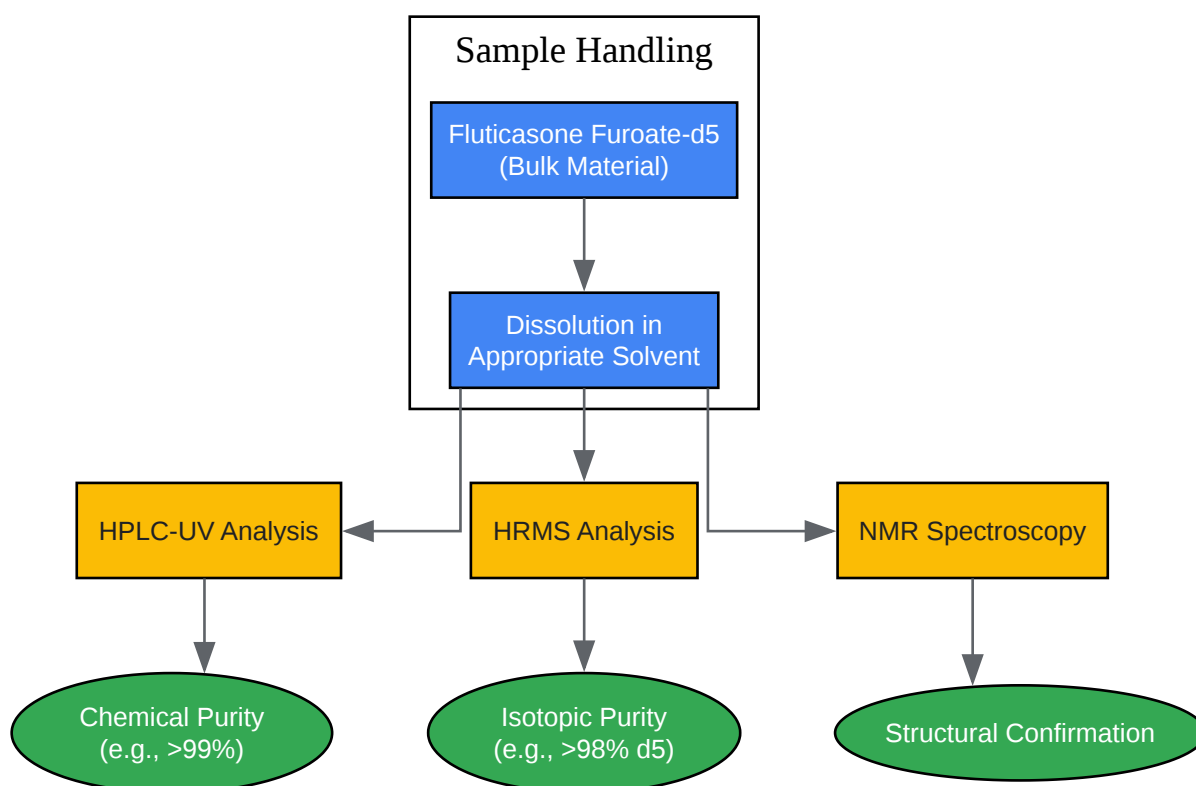 Sample Handling
Fluticasone Furoate-d5
(Bulk Material)
Dissolution in
Appropriate Solvent
HPLC-UV Analysis
HRMS Analysis
NMR Spectroscopy
Chemical Purity
(e.g., >99%)
Isotopic Purity
(e.g., >98% d5)
Structural Confirmation